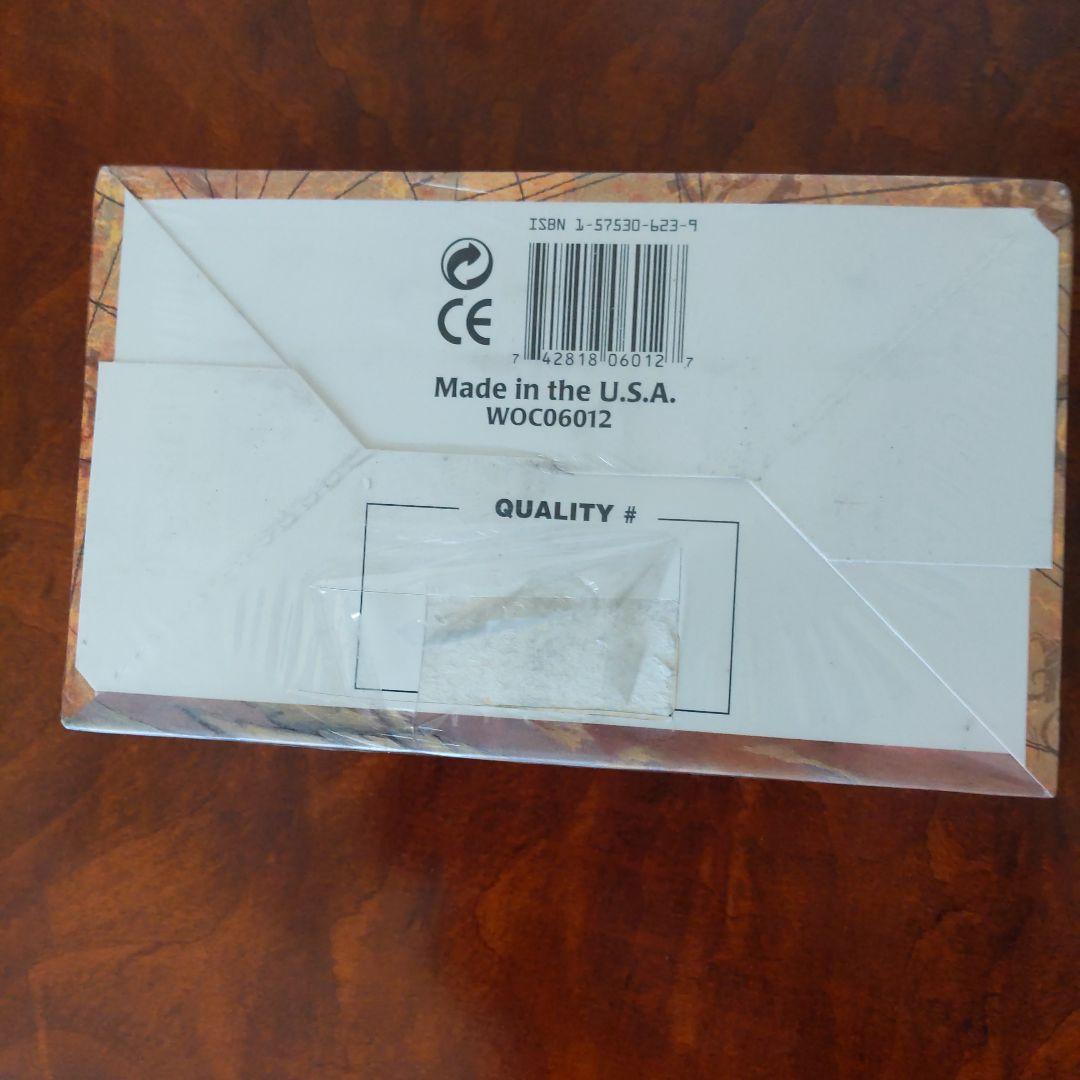 ISBN 1-57530-623-9
CE
7 42818 06012 7
Made in the U.S.A.
WOC06012
QUALITY #